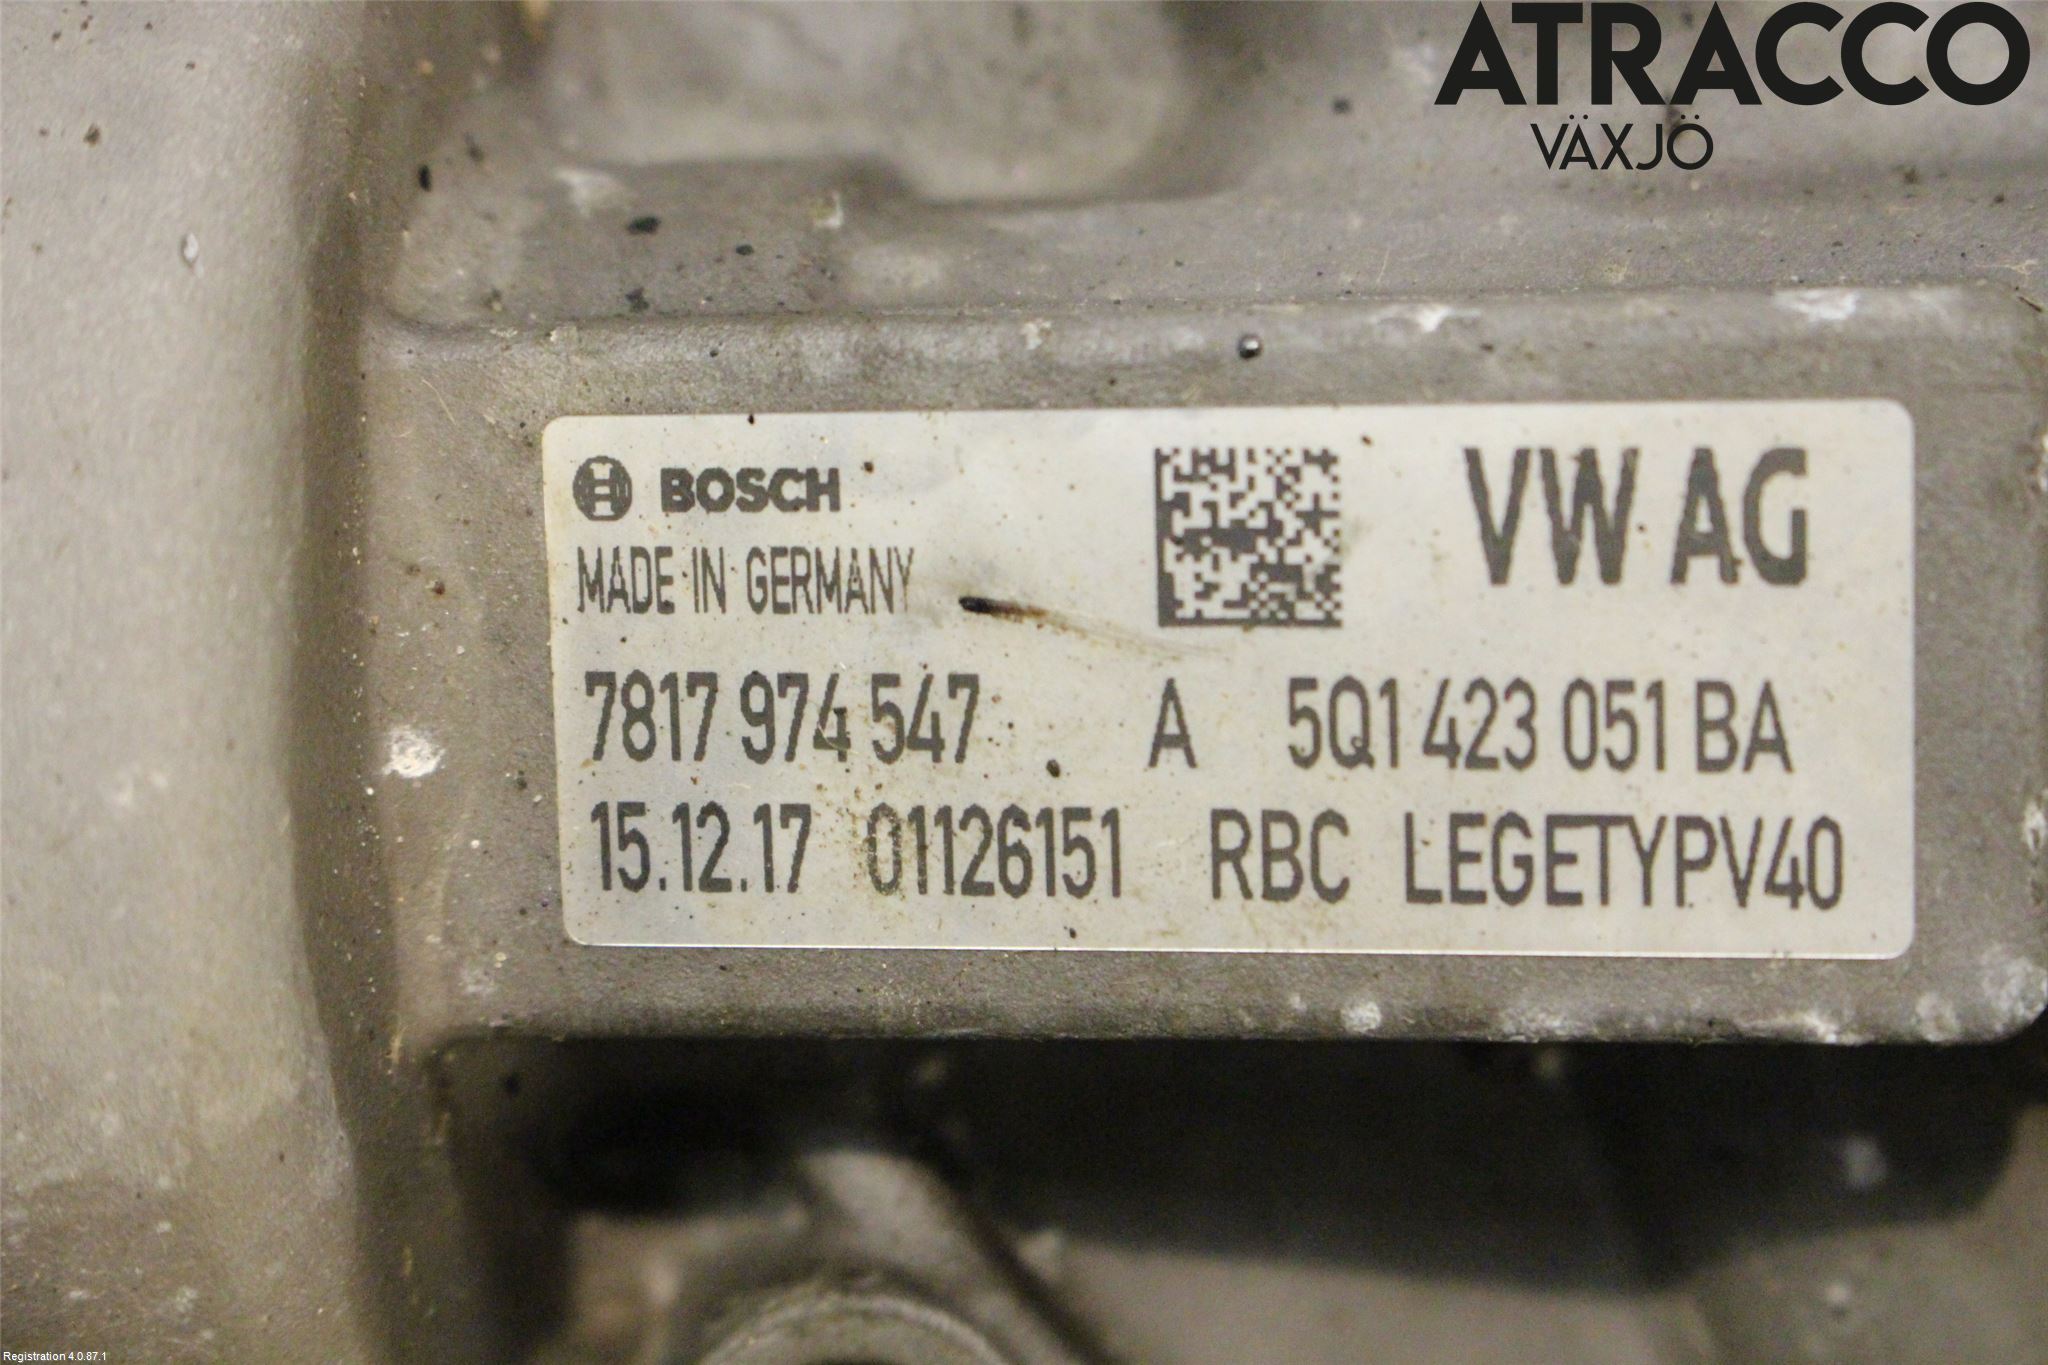 ATRACCO
VÄXJÖ
BOSCH
VW AG
MADE IN GERMANY
7817 974 547 A 5Q1 423 051 BA
15.12.17 01126151 RBC LEGETYPV40
Registration 4.0.87.1